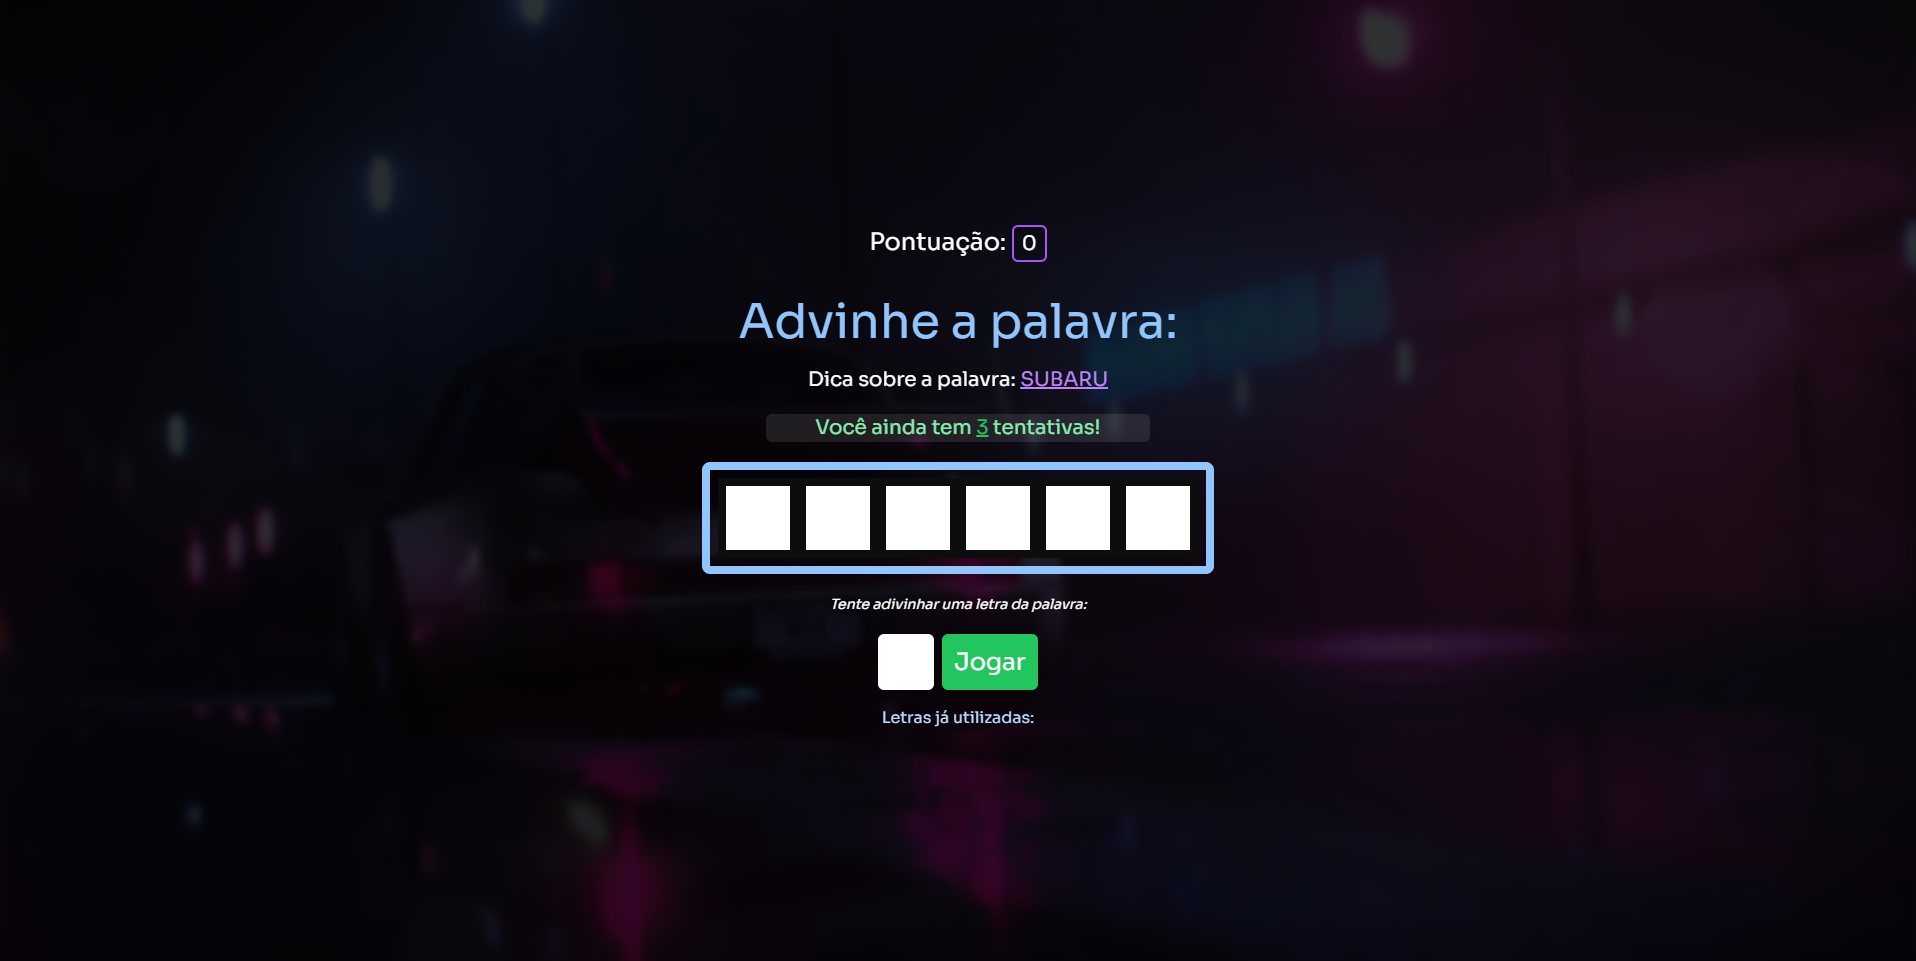 Pontuação: 0
Advinhe a palavra:
Dica sobre a palavra: SUBARU
Você ainda tem 3 tentativas!
Tente adivinhar uma letra da palavra:
Jogar
Letras já utilizadas: